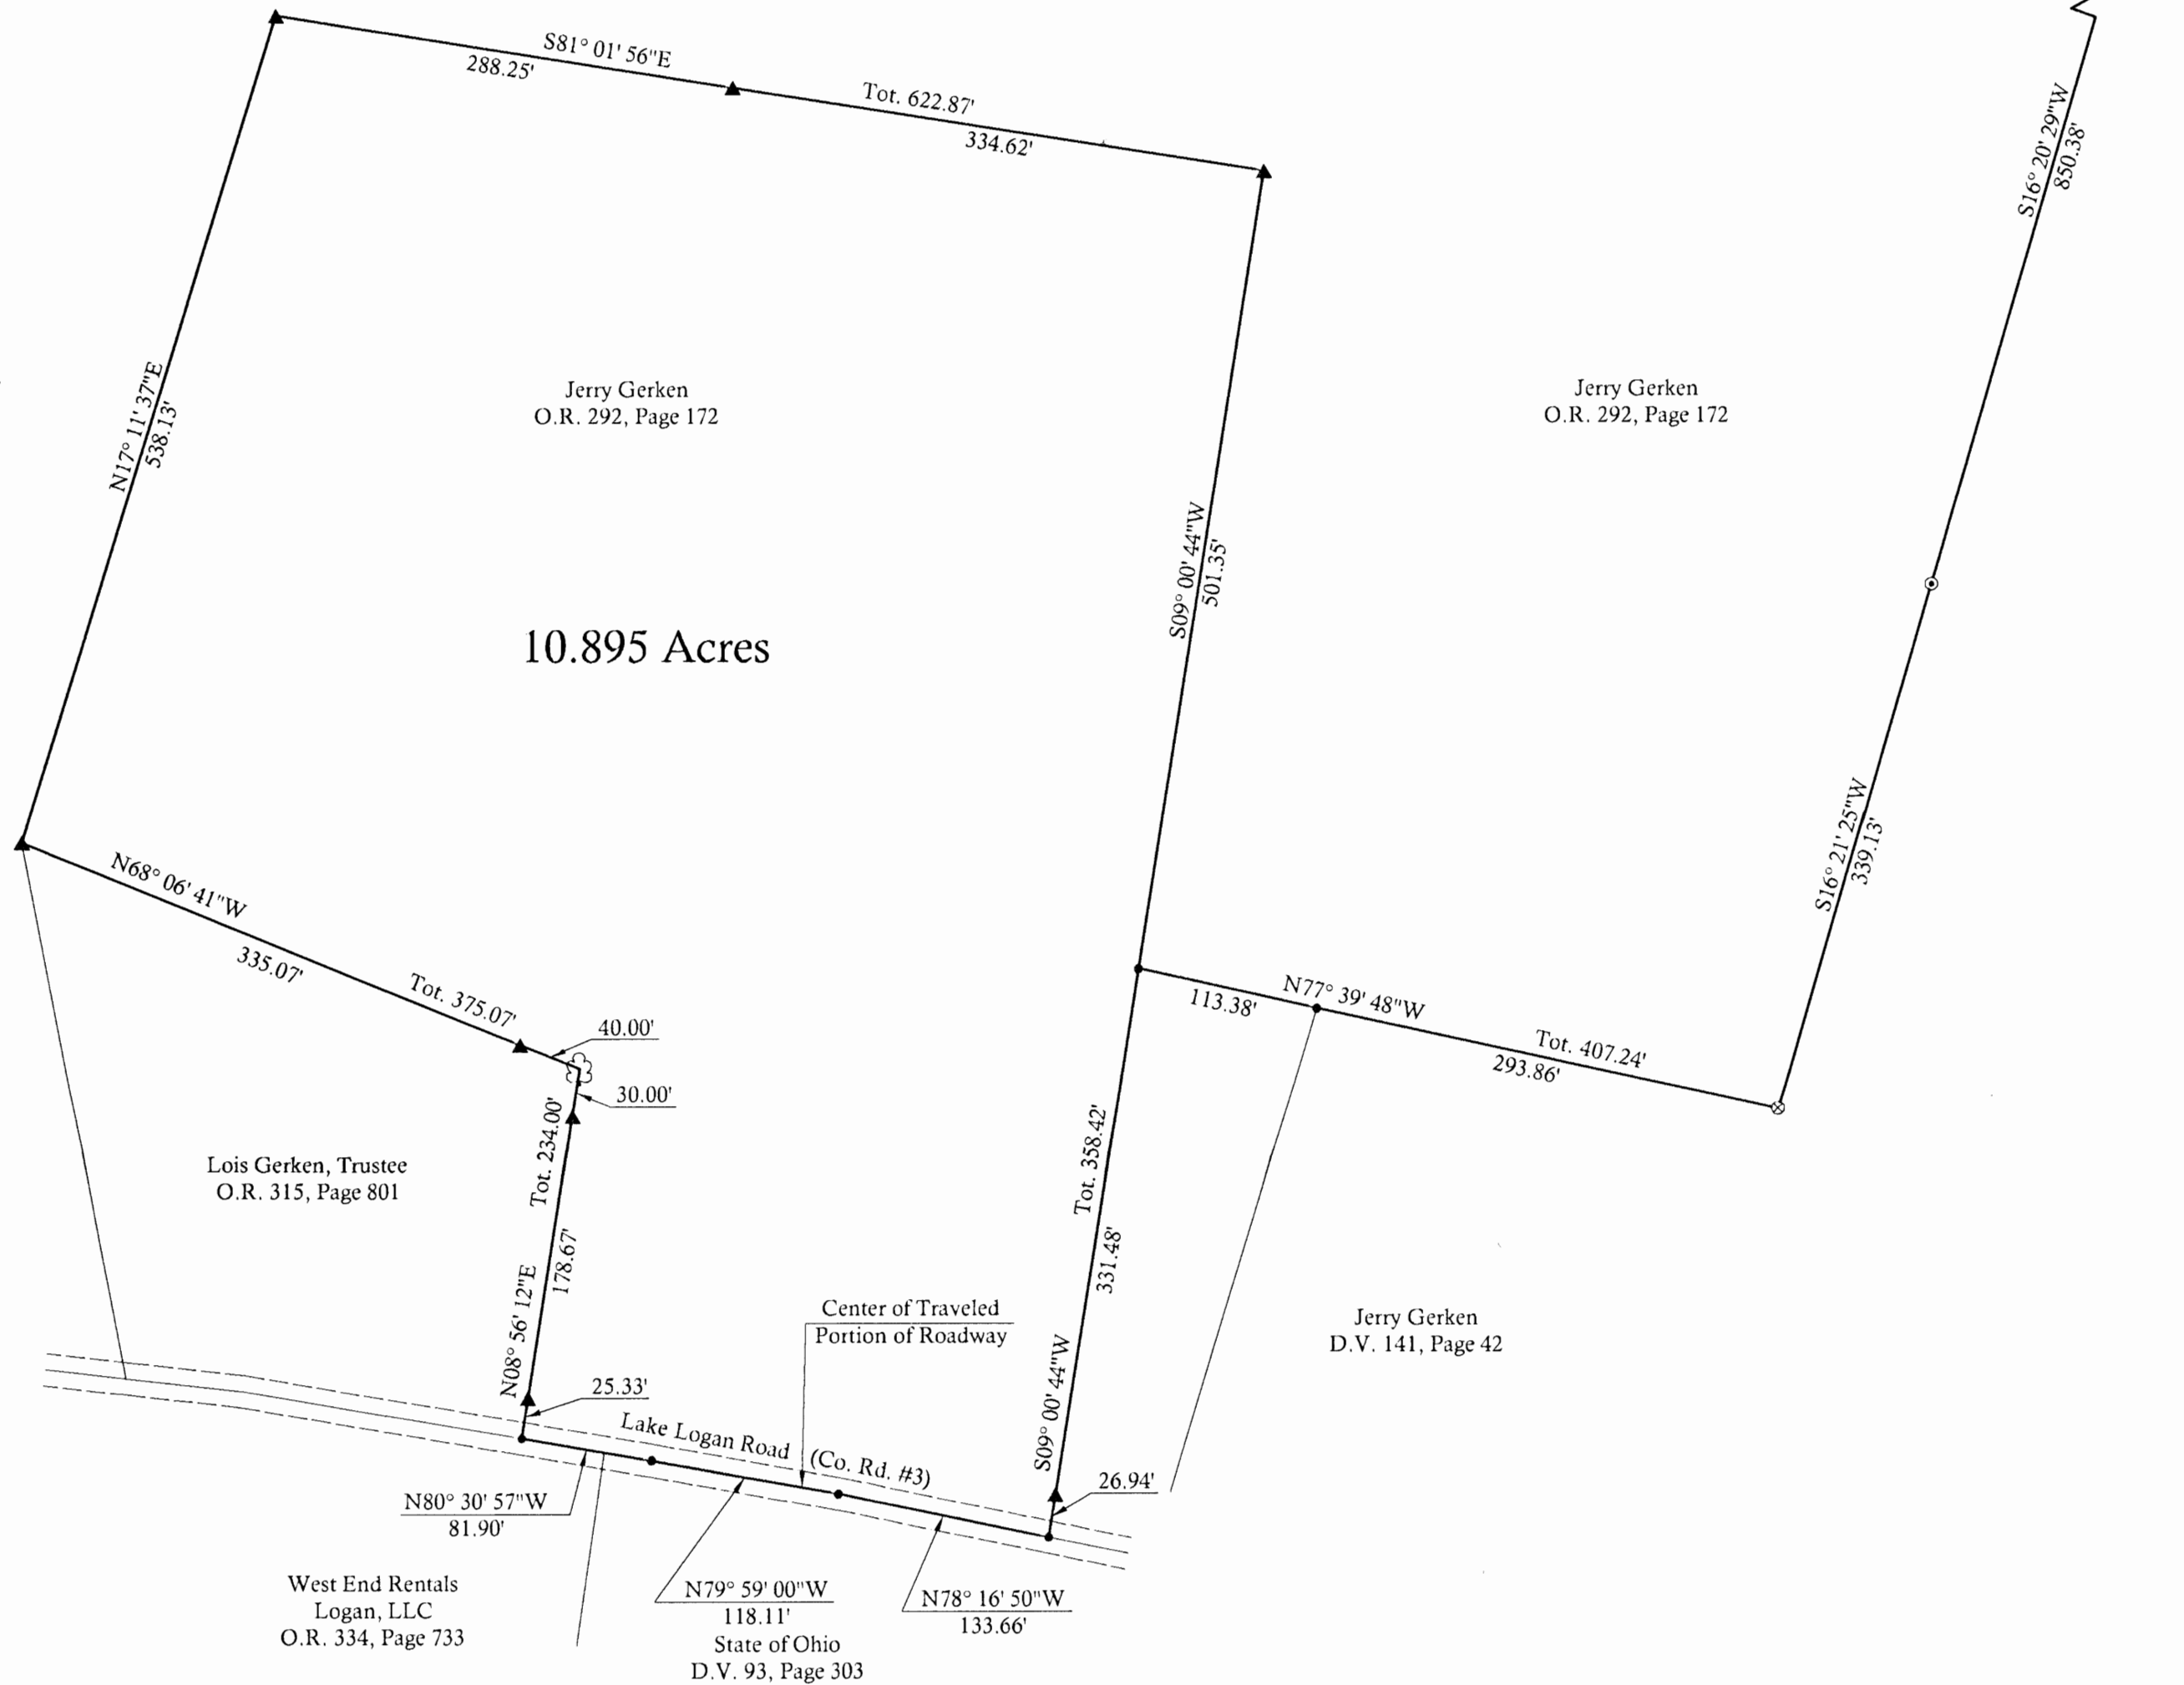 S81° 01' 56"E
288.25'
Tot. 622.87'
334.62'
S16° 20' 29"W
850.38'
N17° 11' 37"E
538.13'
Jerry Gerken
O.R. 292, Page 172
Jerry Gerken
O.R. 292, Page 172
S09° 00' 44"W
501.35'
10.895 Acres
S16° 21' 25"W
339.13'
N68° 06' 41"W
335.07'
Tot. 375.07'
40.00'
30.00'
N77° 39' 48"W
113.38'
Tot. 407.24'
293.86'
Lois Gerken, Trustee
O.R. 315, Page 801
Tot. 234.00'
178.67'
N08° 56' 12"E
25.33'
Tot. 358.42'
331.48'
S09° 00' 44"W
26.94'
Center of Traveled
Portion of Roadway
Jerry Gerken
D.V. 141, Page 42
Lake Logan Road (Co. Rd. #3)
N80° 30' 57"W
81.90'
N79° 59' 00"W
118.11'
N78° 16' 50"W
133.66'
West End Rentals
Logan, LLC
O.R. 334, Page 733
State of Ohio
D.V. 93, Page 303